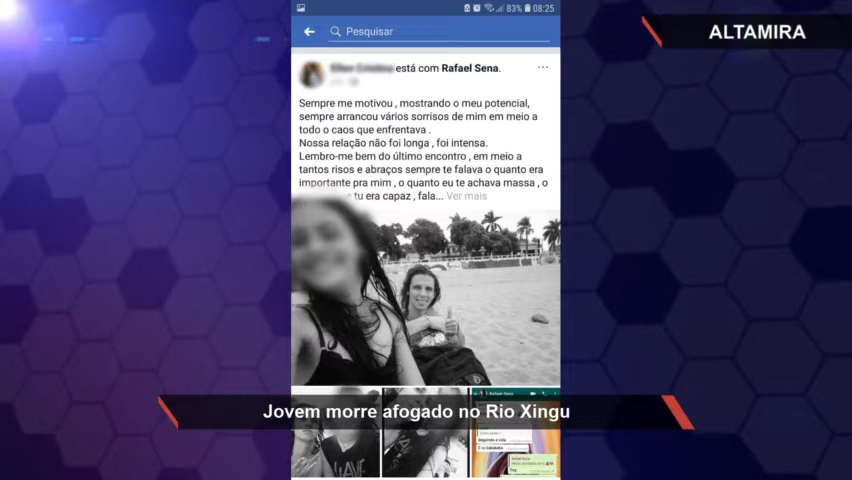 83% 08:25
ALTAMIRA
Pesquisar
está com Rafael Sena.
Sempre me motivou , mostrando o meu potencial,
sempre arrancou vários sorrisos de mim em meio a
todo o caos que enfrentava .
Nossa relação não foi longa , foi intensa.
Lembro-me bem do último encontro , em meio a
tantos risos e abraços sempre te falava o quanto era
importante pra mim , o quanto eu te achava massa , o
tu era capaz , fala... Ver mais
Jovem morre afogado no Rio Xingu
Rafael Sena